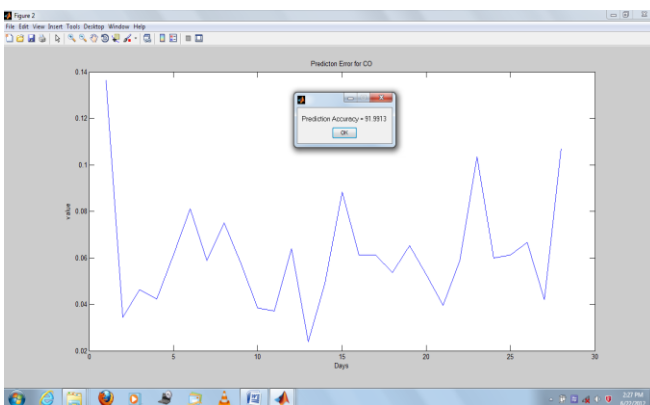 Figure 2
File Edit View Insert Tools Desktop Window Help
Prediction Error for CO
Prediction Accuracy = 91.9913
OK
value
0.14
0.12
0.1
0.08
0.06
0.04
0.02
0 5 10 15 20 25 30
Days
2:27 PM